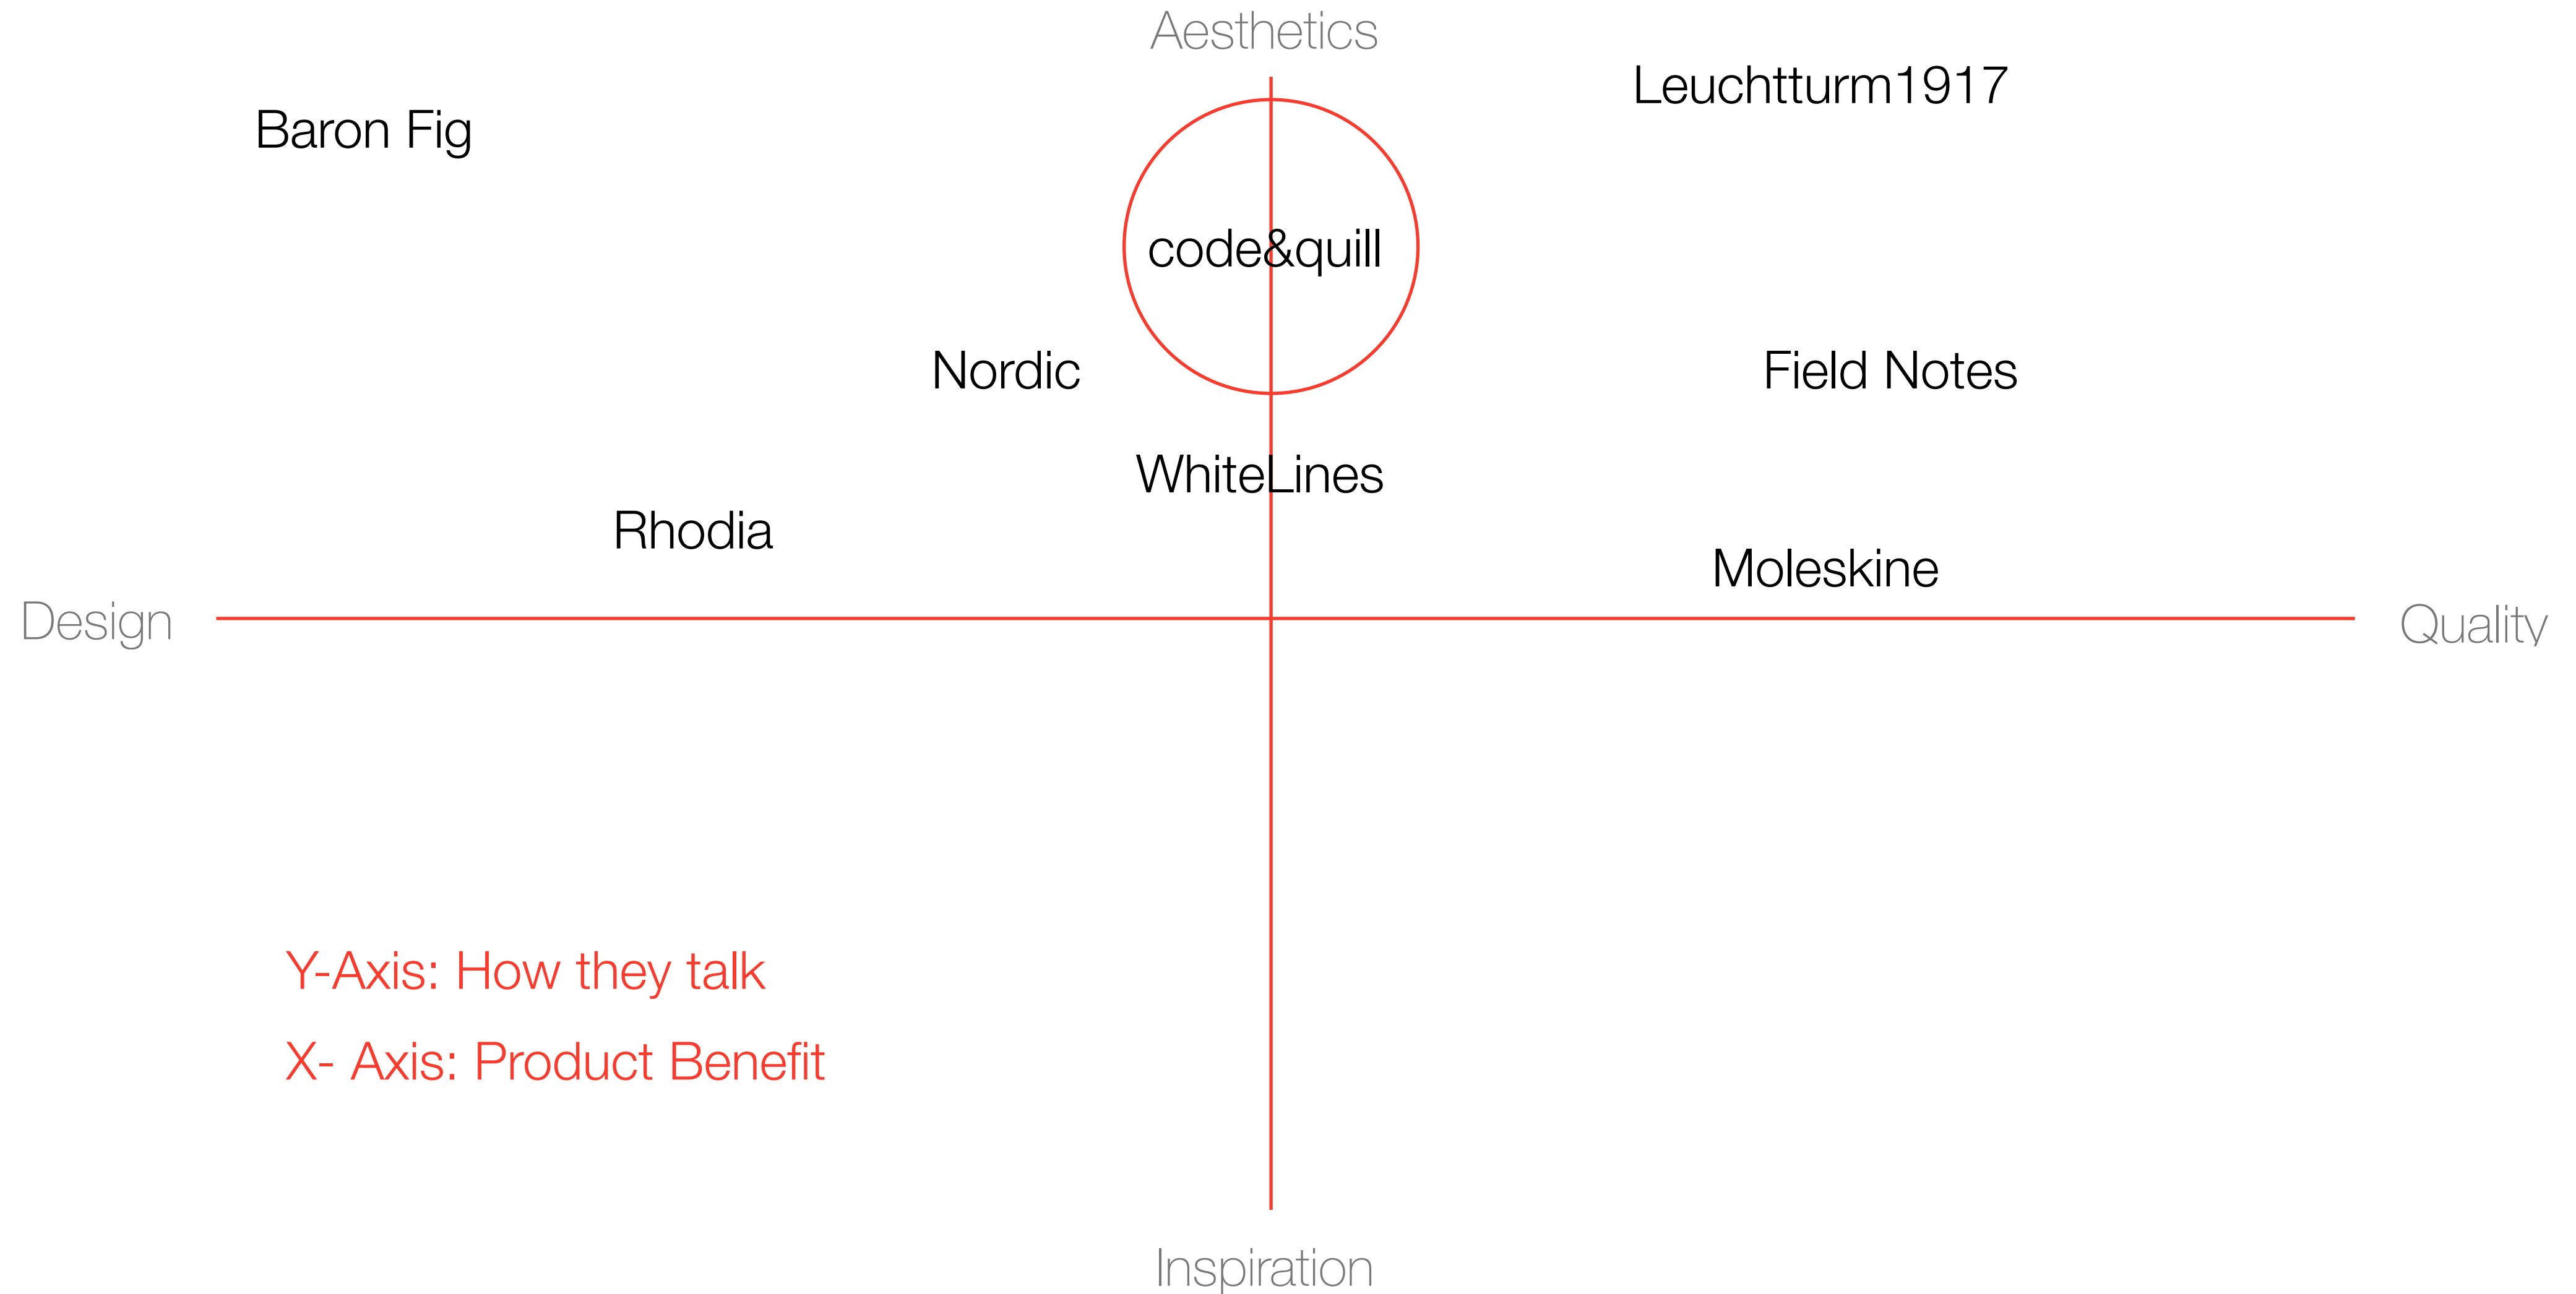 Aesthetics
Leuchtturm1917
Baron Fig
code&quill
Nordic
Field Notes
WhiteLines
Rhodia
Moleskine
Design
Quality
Y-Axis: How they talk
X- Axis: Product Benefit
Inspiration